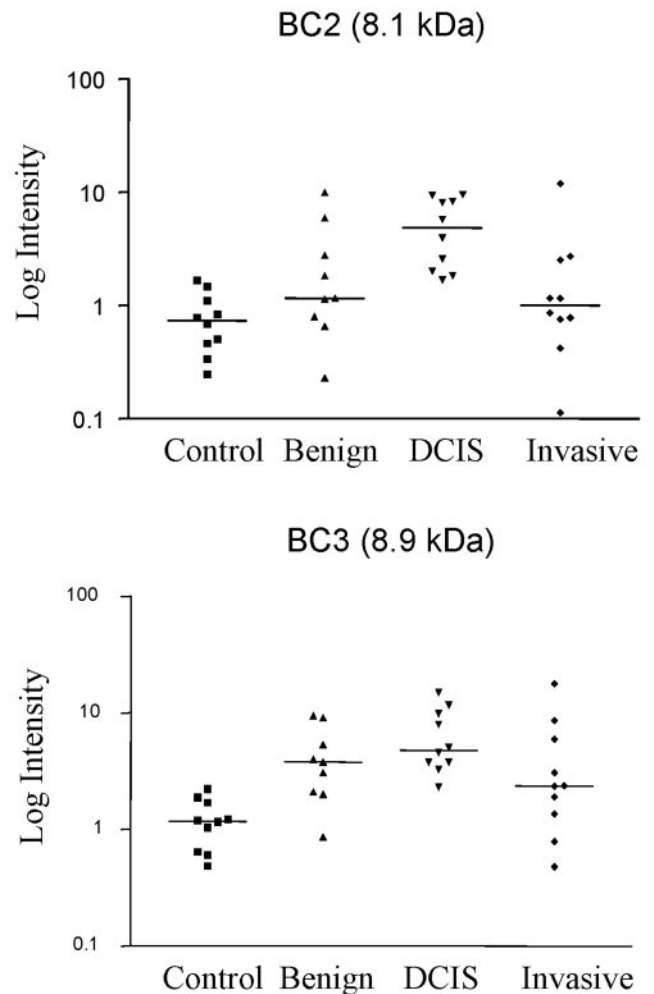 BC2 (8.1 kDa)
100
10
1
0.1
Log Intensity
Control Benign DCIS Invasive
BC3 (8.9 kDa)
100
10
1
0.1
Log Intensity
Control Benign DCIS Invasive